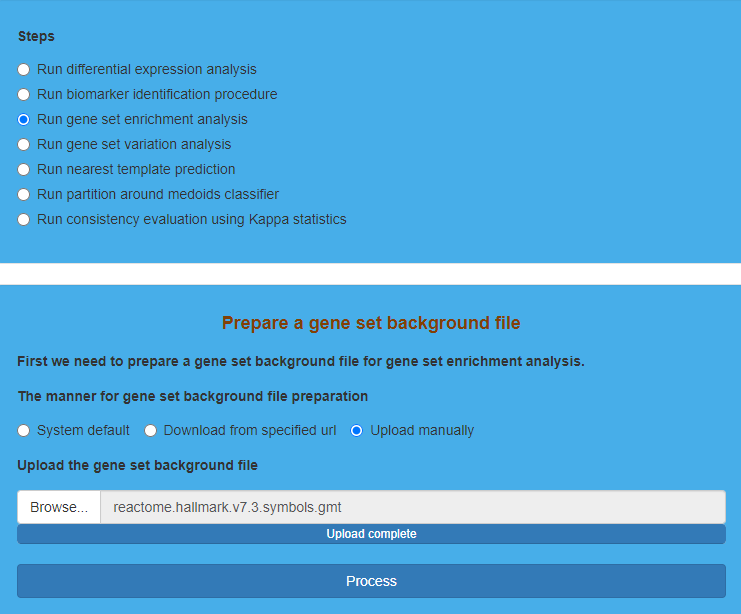 Steps
Run differential expression analysis
Run biomarker identification procedure
Run gene set enrichment analysis
Run gene set variation analysis
Run nearest template prediction
Run partition around medoids classifier
Run consistency evaluation using Kappa statistics
Prepare a gene set background file
First we need to prepare a gene set background file for gene set enrichment analysis.
The manner for gene set background file preparation
System default Download from specified url Upload manually
Upload the gene set background file
Browse... reactome.hallmark.v7.3.symbols.gmt
Upload complete
Process